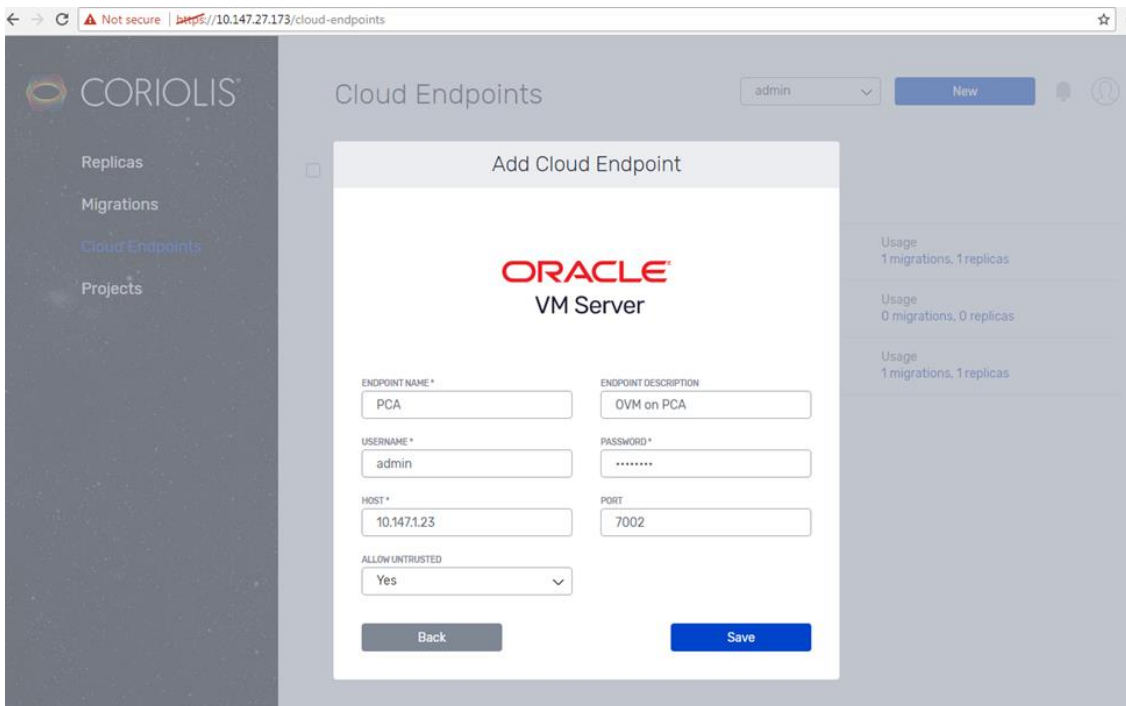 Not secure | https://10.147.27.173/cloud-endpoints
CORIOLIS®
Cloud Endpoints
admin
New
Replicas
Migrations
Cloud Endpoints
Projects
Add Cloud Endpoint
ORACLE®
VM Server
ENDPOINT NAME *
ENDPOINT DESCRIPTION
PCA
OVM on PCA
USERNAME *
PASSWORD *
admin
••••••••
HOST *
PORT
10.147.1.23
7002
ALLOW UNTRUSTED
Yes
Back
Save
Usage
1 migrations, 1 replicas
Usage
0 migrations, 0 replicas
Usage
1 migrations, 1 replicas